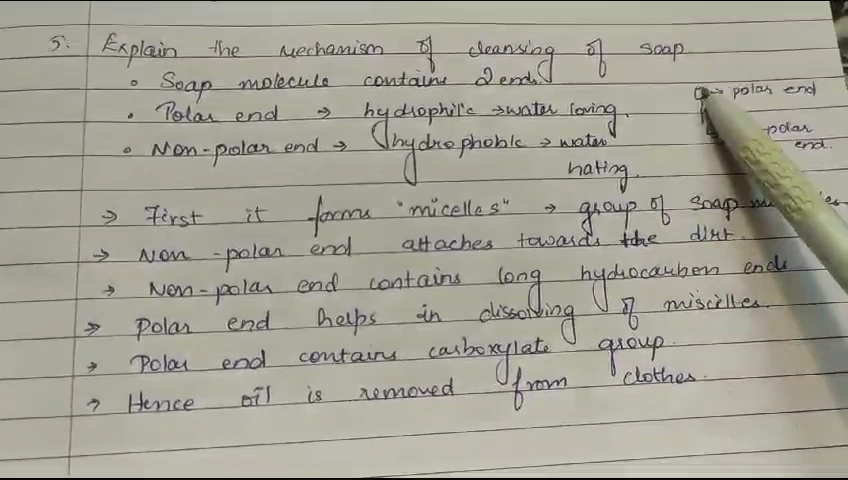 5. Explain the mechanism of cleansing of soap
• Soap molecule contains 2 ends.
• Polar end → hydrophilic → water loving.
• Non-polar end → hydrophobic → water
hating.
→ polar end
polar
end.
→ First it forms "micelles" → group of soap
→ Non-polar end attaches towards the dirt.
→ Non-polar end contains long hydrocarbon ends
→ Polar end helps in dissolving of miscelles.
→ Polar end contains carboxylate group.
→ Hence oil is removed from clothes.